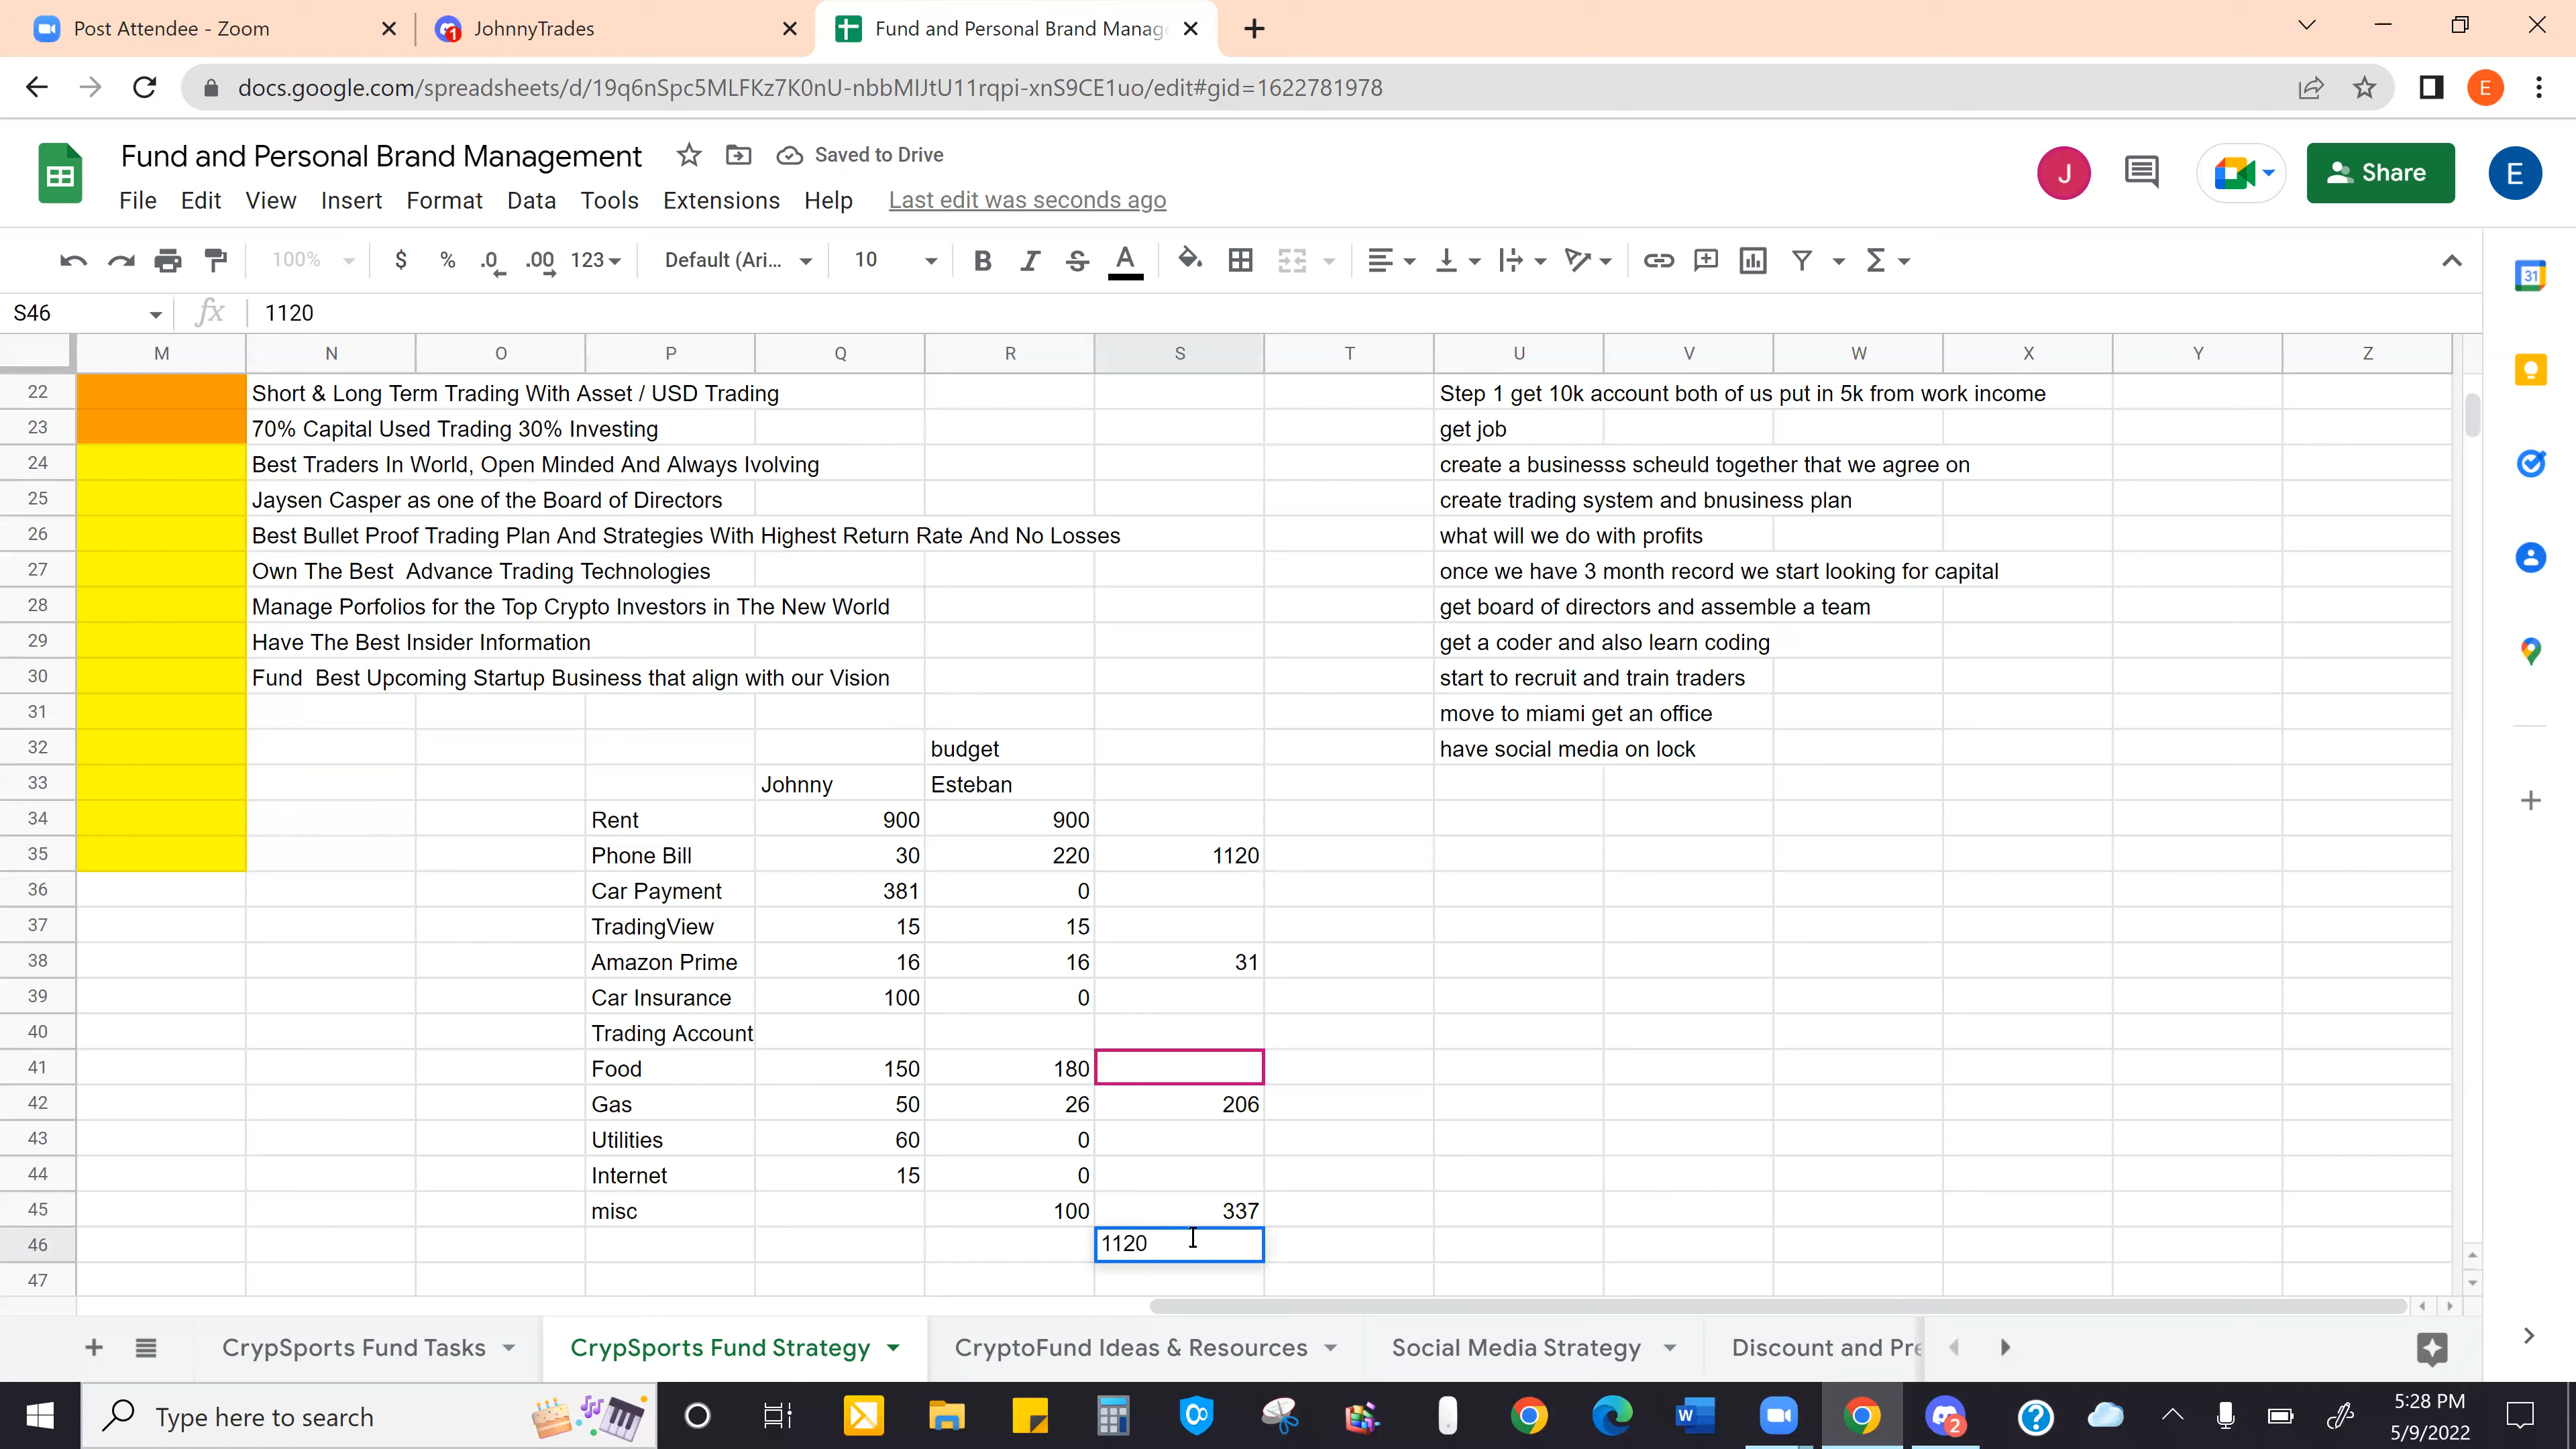 Post Attendee - Zoom
JohnnyTrades
Fund and Personal Brand Manag
docs.google.com/spreadsheets/d/19q6nSpc5MLFKz7K0nU-nbbMIJtU11rqpi-xnS9CE1uo/edit#gid=1622781978
E
Fund and Personal Brand Management
Saved to Drive
File Edit View Insert Format Data Tools Extensions Help Last edit was seconds ago
J
Share
E
100% $ % .0 .00 123 Default (Ari... 10 B I S A
31
S46 fx 1120
M N O P Q R S T U V W X Y Z
22 Short & Long Term Trading With Asset / USD Trading Step 1 get 10k account both of us put in 5k from work income
23 70% Capital Used Trading 30% Investing get job
24 Best Traders In World, Open Minded And Always Ivolving create a businesss scheuld together that we agree on
25 Jaysen Casper as one of the Board of Directors create trading system and bnusiness plan
26 Best Bullet Proof Trading Plan And Strategies With Highest Return Rate And No Losses what will we do with profits
27 Own The Best Advance Trading Technologies once we have 3 month record we start looking for capital
28 Manage Porfolios for the Top Crypto Investors in The New World get board of directors and assemble a team
29 Have The Best Insider Information get a coder and also learn coding
30 Fund Best Upcoming Startup Business that align with our Vision start to recruit and train traders
31 move to miami get an office
32 budget have social media on lock
33 Johnny Esteban
34 Rent 900 900
35 Phone Bill 30 220 1120
36 Car Payment 381 0
37 TradingView 15 15
38 Amazon Prime 16 16 31
39 Car Insurance 100 0
40 Trading Account
41 Food 150 180
42 Gas 50 26 206
43 Utilities 60 0
44 Internet 15 0
45 misc 100 337
46 1120
47
CrypSports Fund Tasks CrypSports Fund Strategy CryptoFund Ideas & Resources Social Media Strategy Discount and Pre
Type here to search
2
5:28 PM
5/9/2022